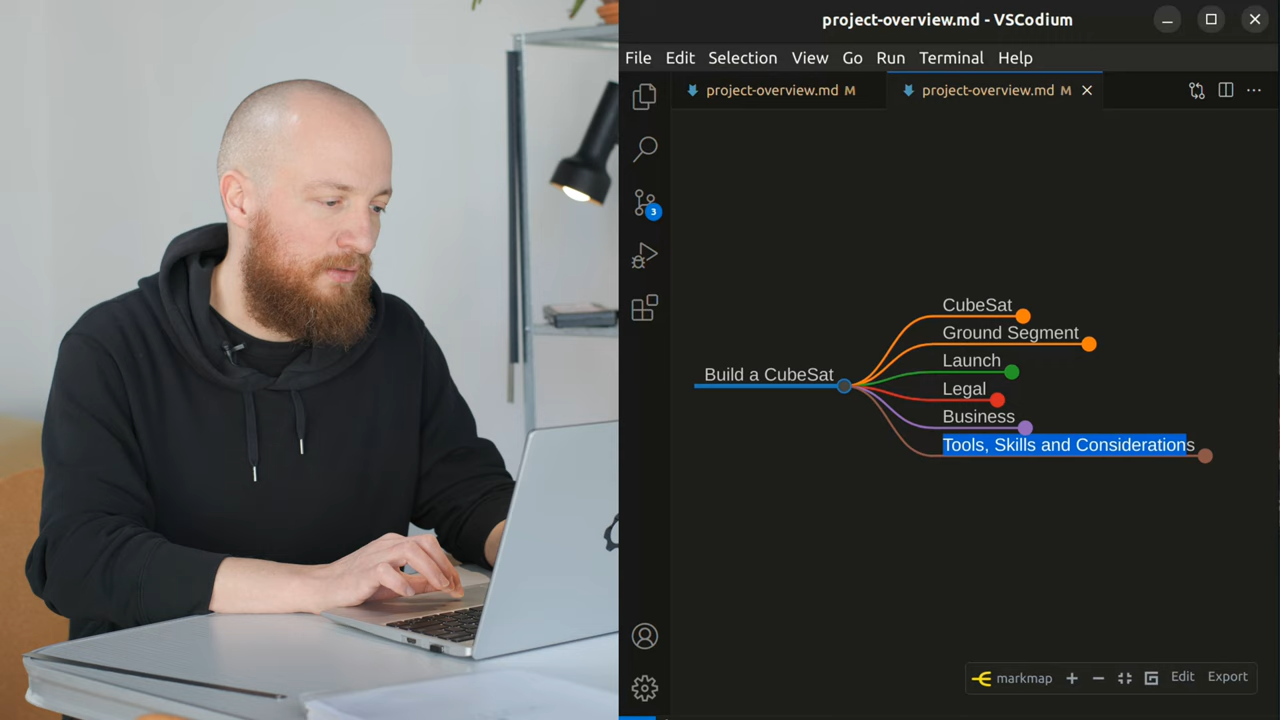 project-overview.md - VSCodium
File Edit Selection View Go Run Terminal Help
project-overview.md M
project-overview.md M
3
CubeSat
Ground Segment
Build a CubeSat
Launch
Legal
Business
Tools, Skills and Considerations
markmap + − Edit Export